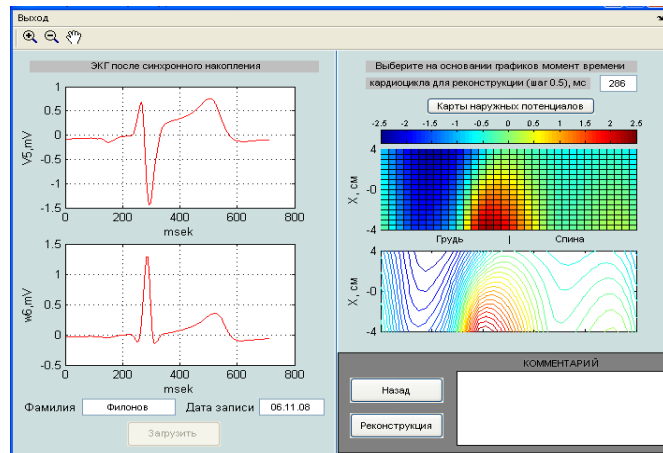 Выход
ЭКГ после синхронного накопления
1
0.5
0
-0.5
-1
-1.5
V5,mV
0 200 400 600 800
msek
1.5
1
0.5
0
-0.5
w6,mV
0 200 400 600 800
msek
Фамилия Филонов Дата записи 06.11.08
Загрузить
Выберите на основании графиков момент времени
кардиоцикла для реконструкции (шаг 0.5), мс 286
Карты наружных потенциалов
-2.5 -2 -1.5 -1 -0.5 0 0.5 1 1.5 2 2.5
4
-0
-4
X, см
Грудь | Спина
4
-0
-4
X, см
КОММЕНТАРИЙ
Назад
Реконструкция